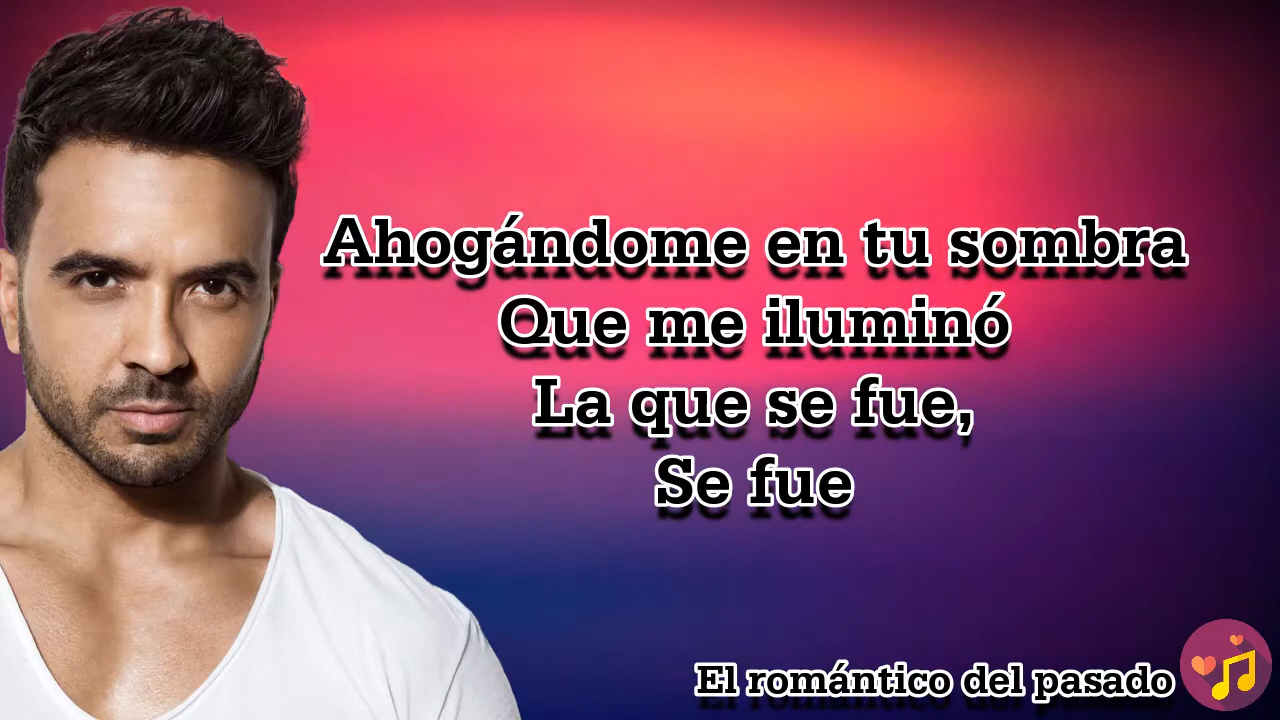 Ahogándome en tu sombra
Que me iluminó
La que se fue,
Se fue
El romántico del pasado